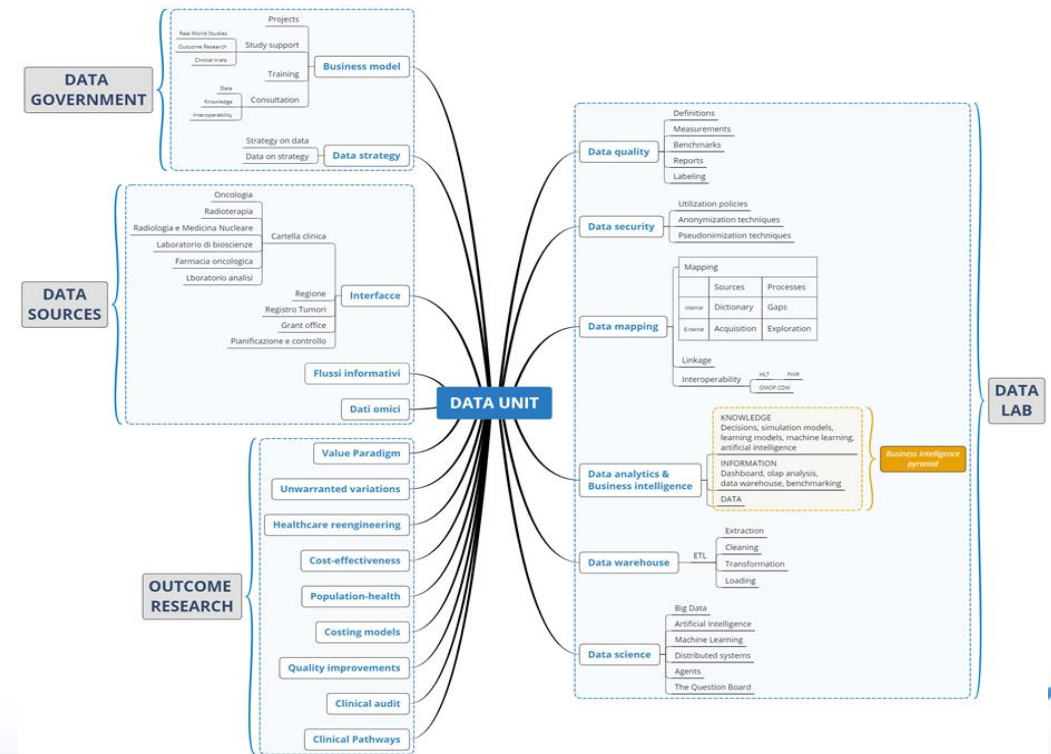 DATA
GOVERNMENT
Projects
Real World Studies
Outcome Research
Clinical trials
Study support
Training
Data
Knowledge
Interoperability
Consultation
Business model
Strategy on data
Data on strategy
Data strategy
DATA
SOURCES
Oncologia
Radioterapia
Radiologia e Medicina Nucleare
Laboratorio di bioscienze
Farmacia oncologica
Lboratorio analisi
Cartella clinica
Regione
Registro Tumori
Grant office
Pianificazione e controllo
Interfacce
Flussi informativi
Dati omici
OUTCOME
RESEARCH
Value Paradigm
Unwarranted variations
Healthcare reengineering
Cost-effectiveness
Population-health
Costing models
Quality improvements
Clinical audit
Clinical Pathways
DATA UNIT
Data quality
Definitions
Measurements
Benchmarks
Reports
Labeling
Data security
Utilization policies
Anonymization techniques
Pseudonimization techniques
Data mapping
Mapping
Sources Processes
Internal Dictionary Gaps
External Acquisition Exploration
Linkage
Interoperability
HLT FHIR
OMOP CDM
Data analytics &
Business intelligence
KNOWLEDGE
Decisions, simulation models,
learning models, machine learning,
artificial intelligence
INFORMATION
Dashboard, olap analysis,
data warehouse, benchmarking
DATA
Business Intelligence
pyramid
Data warehouse
ETL
Extraction
Cleaning
Transformation
Loading
Data science
Big Data
Artificial Intelligence
Machine Learning
Distributed systems
Agents
The Question Board
DATA
LAB